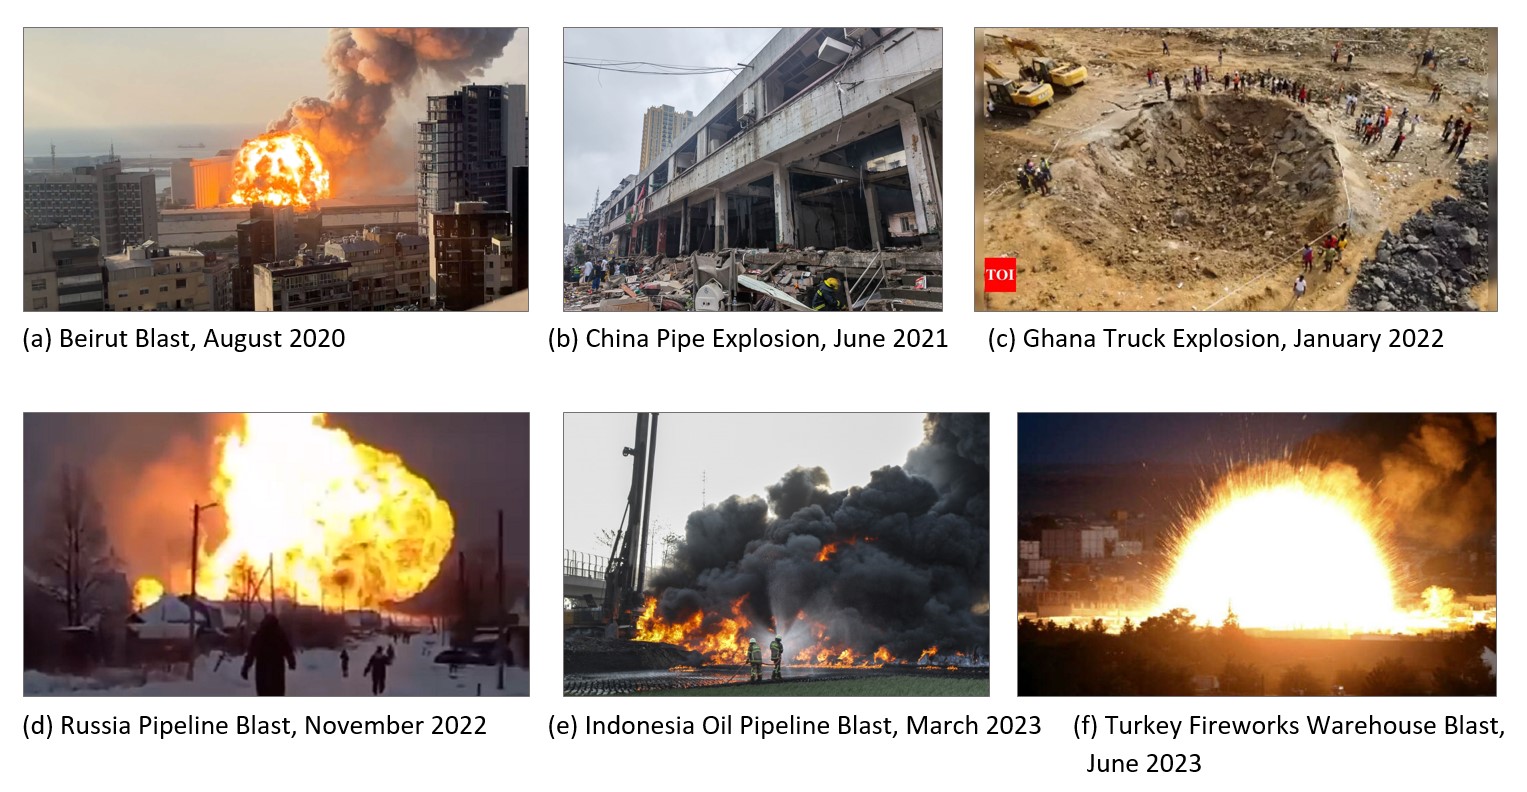 TOI
(a) Beirut Blast, August 2020
(b) China Pipe Explosion, June 2021
(c) Ghana Truck Explosion, January 2022
(d) Russia Pipeline Blast, November 2022
(e) Indonesia Oil Pipeline Blast, March 2023
(f) Turkey Fireworks Warehouse Blast,
June 2023